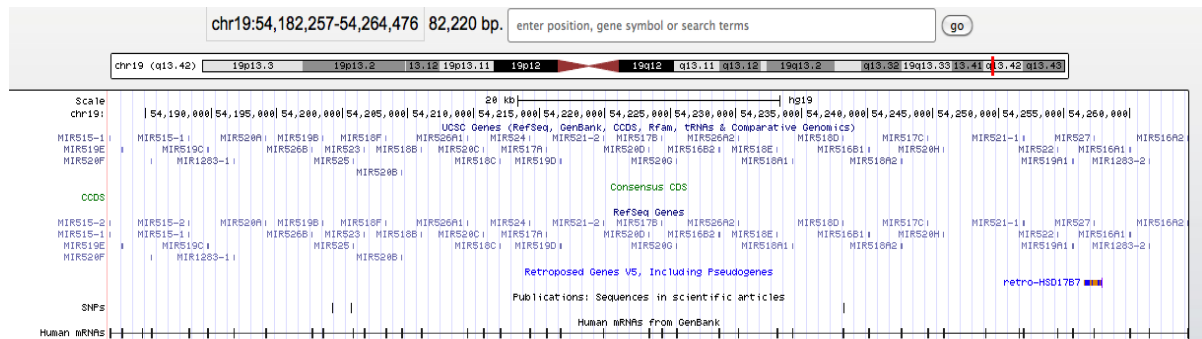 chr19:54,182,257-54,264,476 82,220 bp. enter position, gene symbol or search terms go
chr19 (q13.42) 19p13.3 19p13.2 13.12 19p13.11 19p12 19q12 q13.11 q13.12 19q13.2 q13.32 19q13.33 13.41 q13.42 q13.43
Scale 20 kb hg19
chr19: 54,190,000 54,195,000 54,200,000 54,205,000 54,210,000 54,215,000 54,220,000 54,225,000 54,230,000 54,235,000 54,240,000 54,245,000 54,250,000 54,255,000 54,260,000
UCSC Genes (RefSeq, GenBank, CCDS, Rfam, tRNAs & Comparative Genomics)
MIR515-1 MIR515-1 MIR520A MIR519B MIR518F MIR526A1 MIR524 MIR521-2 MIR517B MIR526A2 MIR518D MIR517C MIR521-1 MIR527 MIR516A2
MIR519E MIR519C MIR526B MIR523 MIR518B MIR520C MIR517A MIR520D MIR516B2 MIR518E MIR516B1 MIR520H MIR522 MIR516A1
MIR520F MIR1283-1 MIR525 MIR518C MIR519D MIR520G MIR518A1 MIR518A2 MIR519A1 MIR1283-2
MIR520B
Consensus CDS
CCDS
RefSeq Genes
MIR515-2 MIR515-2 MIR520A MIR519B MIR518F MIR526A1 MIR524 MIR521-2 MIR517B MIR526A2 MIR518D MIR517C MIR521-1 MIR527 MIR516A2
MIR515-1 MIR515-1 MIR526B MIR523 MIR518B MIR520C MIR517A MIR520D MIR516B2 MIR518E MIR516B1 MIR520H MIR522 MIR516A1
MIR519E MIR519C MIR525 MIR518C MIR519D MIR520G MIR518A1 MIR518A2 MIR519A1 MIR1283-2
MIR520F MIR1283-1 MIR520B
Retroposed Genes V5, Including Pseudogenes
retro-HSD17B7
Publications: Sequences in scientific articles
SNPs
Human mRNAs from GenBank
Human mRNAs